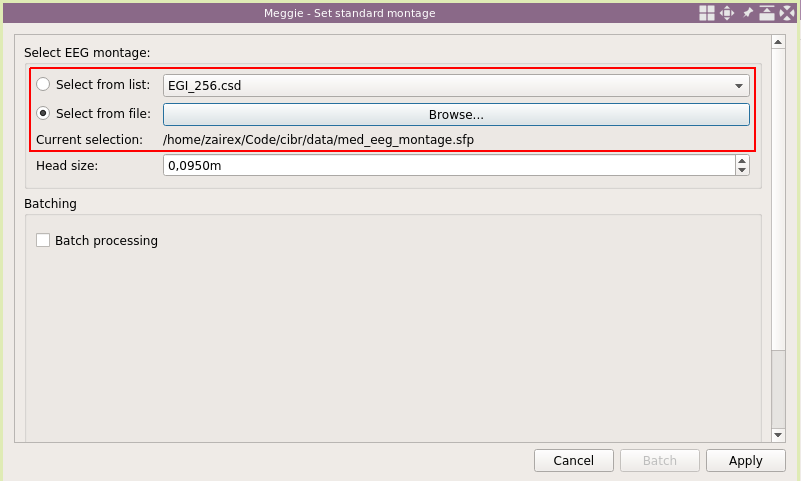 Meggie - Set standard montage
Select EEG montage:
Select from list: EGI_256.csd
Select from file: Browse...
Current selection: /home/zairex/Code/cibr/data/med_eeg_montage.sfp
Head size: 0,0950m
Batching
Batch processing
Cancel Batch Apply